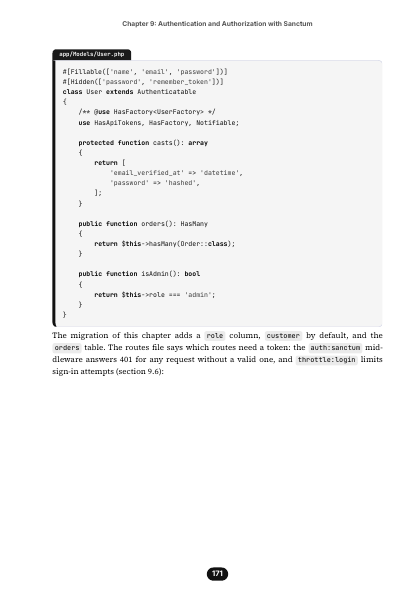 Chapter 9: Authentication and Authorization with Sanctum
app/Models/User.php
#[Fillable(['name', 'email', 'password'])]
#[Hidden(['password', 'remember_token'])]
class User extends Authenticatable
{
    /** @use HasFactory<UserFactory> */
    use HasApiTokens, HasFactory, Notifiable;

    protected function casts(): array
    {
        return [
            'email_verified_at' => 'datetime',
            'password' => 'hashed',
        ];
    }

    public function orders(): HasMany
    {
        return $this->hasMany(Order::class);
    }

    public function isAdmin(): bool
    {
        return $this->role === 'admin';
    }
}
The migration of this chapter adds a role column, customer by default, and the
orders table. The routes file says which routes need a token: the auth:sanctum mid-
dleware answers 401 for any request without a valid one, and throttle:login limits
sign-in attempts (section 9.6):
171